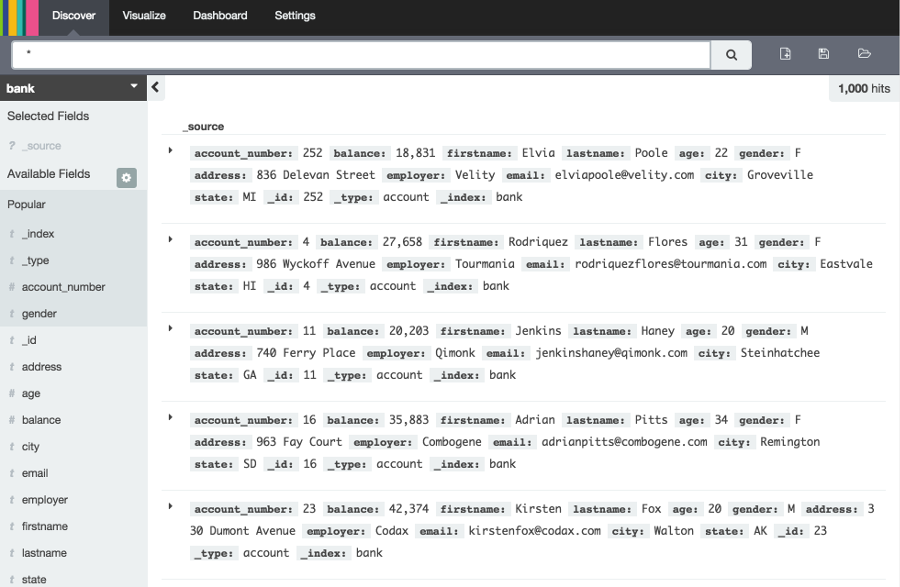 Discover Visualize Dashboard Settings
*
bank
1,000 hits
Selected Fields
? _source
Available Fields
Popular
t _index
t _type
# account_number
t gender
t _id
t address
# age
# balance
t city
t email
t employer
t firstname
t lastname
t state
_source
account_number: 252 balance: 18,831 firstname: Elvia lastname: Poole age: 22 gender: F
address: 836 Delevan Street employer: Velity email: elviapoole@velity.com city: Groveville
state: MI _id: 252 _type: account _index: bank
account_number: 4 balance: 27,658 firstname: Rodriquez lastname: Flores age: 31 gender: F
address: 986 Wyckoff Avenue employer: Tourmania email: rodriquezflores@tourmania.com city: Eastvale
state: HI _id: 4 _type: account _index: bank
account_number: 11 balance: 20,203 firstname: Jenkins lastname: Haney age: 20 gender: M
address: 740 Ferry Place employer: Qimonk email: jenkinshaney@qimonk.com city: Steinhatchee
state: GA _id: 11 _type: account _index: bank
account_number: 16 balance: 35,883 firstname: Adrian lastname: Pitts age: 34 gender: F
address: 963 Fay Court employer: Combogene email: adrianpitts@combogene.com city: Remington
state: SD _id: 16 _type: account _index: bank
account_number: 23 balance: 42,374 firstname: Kirsten lastname: Fox age: 20 gender: M address: 3
30 Dumont Avenue employer: Codax email: kirstenfox@codax.com city: Walton state: AK _id: 23
_type: account _index: bank